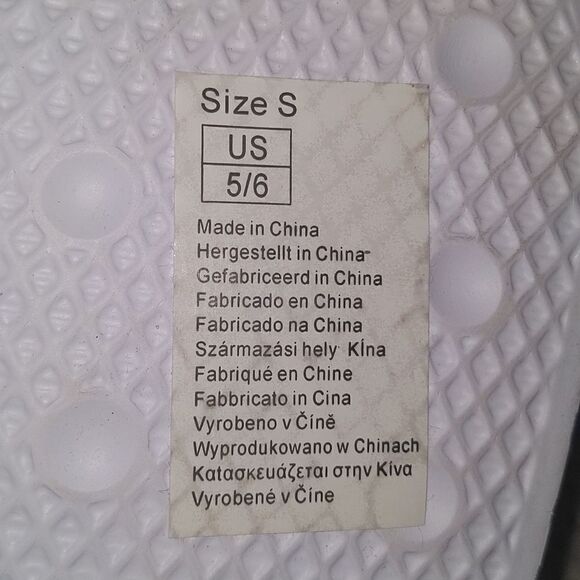 Size S
US
5/6
Made in China
Hergestellt in China
Gefabriceerd in China
Fabricado en China
Fabricado na China
Származási hely KÍna
Fabriqué en Chine
Fabbricato in Cina
Vyrobeno v Číně
Wyprodukowano w Chinach
Κατασκευάζεται στην Κίνα
Vyrobené v Číne